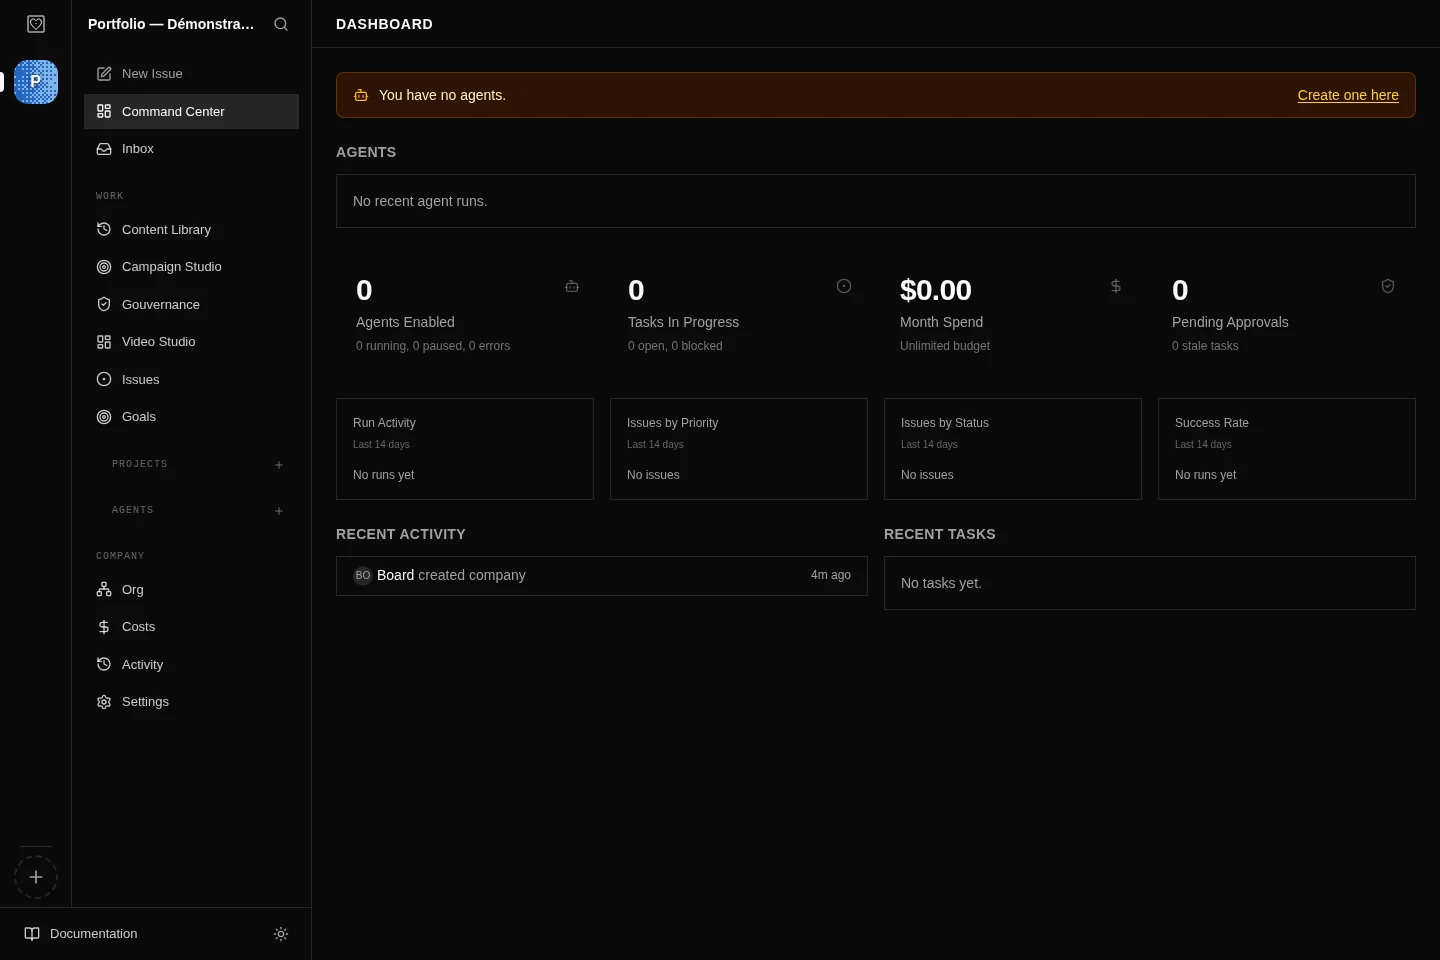 Portfolio — Démonstra…
P
New Issue
Command Center
Inbox
WORK
Content Library
Campaign Studio
Gouvernance
Video Studio
Issues
Goals
PROJECTS
AGENTS
COMPANY
Org
Costs
Activity
Settings
Documentation
DASHBOARD
You have no agents. Create one here
AGENTS
No recent agent runs.
0
Agents Enabled
0 running, 0 paused, 0 errors
0
Tasks In Progress
0 open, 0 blocked
$0.00
Month Spend
Unlimited budget
0
Pending Approvals
0 stale tasks
Run Activity
Last 14 days
No runs yet
Issues by Priority
Last 14 days
No issues
Issues by Status
Last 14 days
No issues
Success Rate
Last 14 days
No runs yet
RECENT ACTIVITY
BO Board created company 4m ago
RECENT TASKS
No tasks yet.